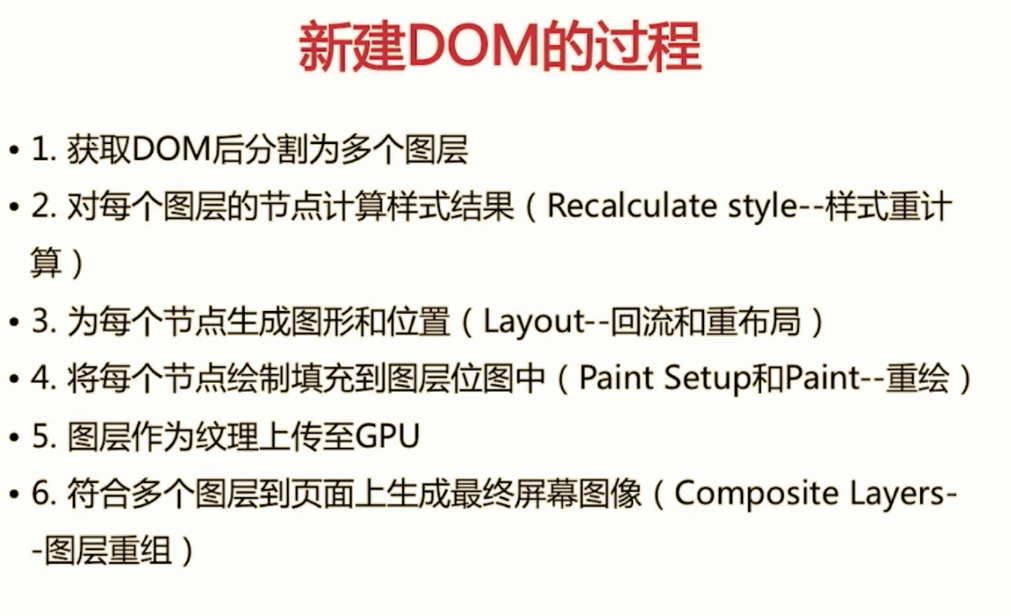 新建DOM的过程
• 1. 获取DOM后分割为多个图层
• 2. 对每个图层的节点计算样式结果（Recalculate style--样式重计
算）
• 3. 为每个节点生成图形和位置（Layout--回流和重布局）
• 4. 将每个节点绘制填充到图层位图中（Paint Setup和Paint--重绘）
• 5. 图层作为纹理上传至GPU
• 6. 符合多个图层到页面上生成最终屏幕图像（Composite Layers-
-图层重组）